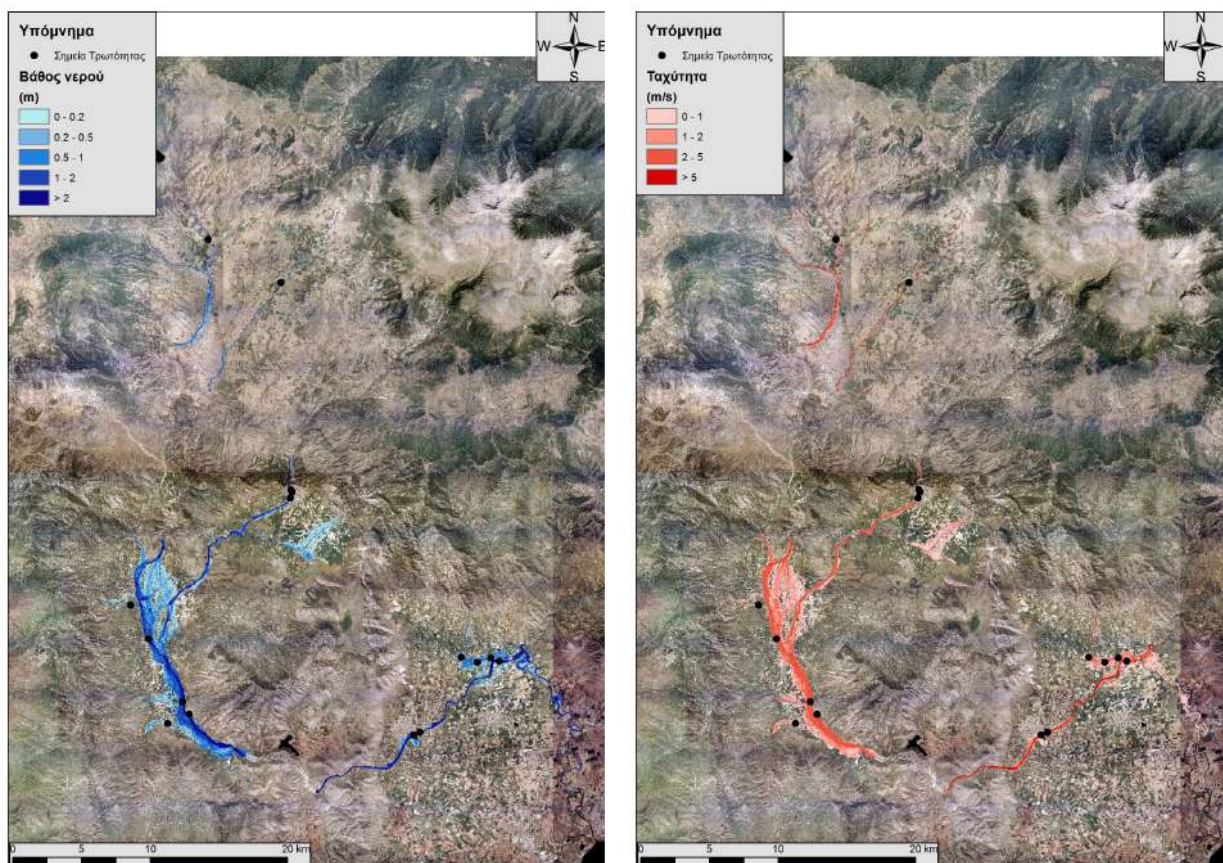 Υπόμνημα
Σημεία Τρωτότητας
Βάθος νερού
(m)
0 - 0.2
0.2 - 0.5
0.5 - 1
1 - 2
> 2
N
W E
S
0 5 10 20 km
Υπόμνημα
Σημεία Τρωτότητας
Ταχύτητα
(m/s)
0 - 1
1 - 2
2 - 5
> 5
N
W E
S
0 5 10 20 km